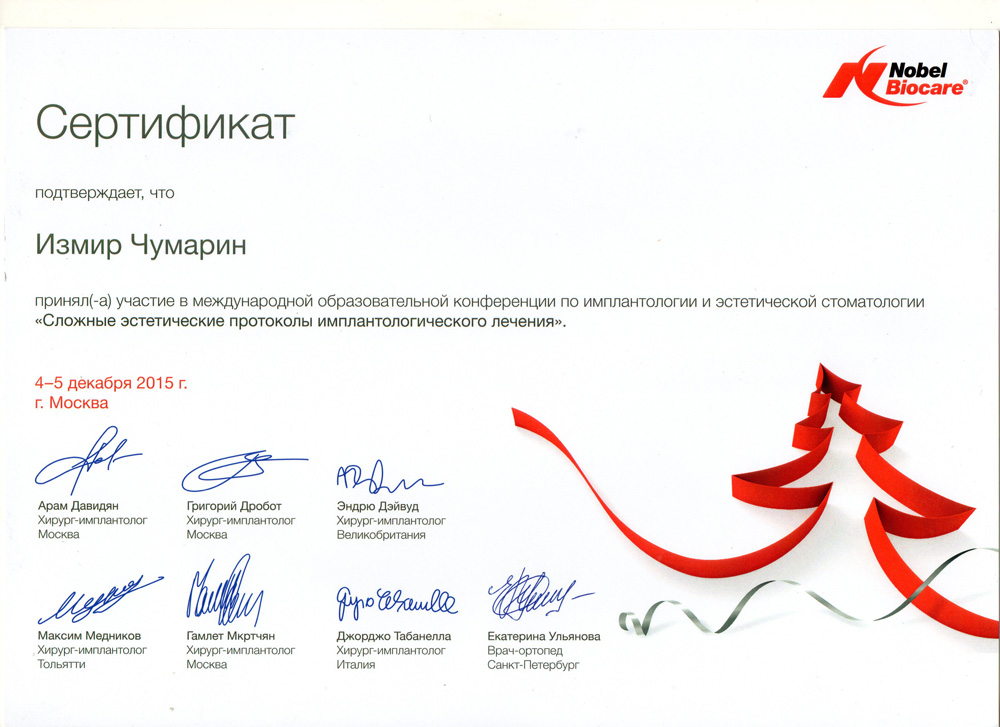 Nobel
Biocare®
Сертификат
подтверждает, что
Измир Чумарин
принял(-а) участие в международной образовательной конференции по имплантологии и эстетической стоматологии
«Сложные эстетические протоколы имплантологического лечения».
4–5 декабря 2015 г.
г. Москва
Арам Давидян
Хирург-имплантолог
Москва
Григорий Дробот
Хирург-имплантолог
Москва
Эндрю Дэйвуд
Хирург-имплантолог
Великобритания
Максим Медников
Хирург-имплантолог
Тольятти
Гамлет Мкртчян
Хирург-имплантолог
Москва
Джорджо Табанелла
Хирург-имплантолог
Италия
Екатерина Ульянова
Врач-ортопед
Санкт-Петербург